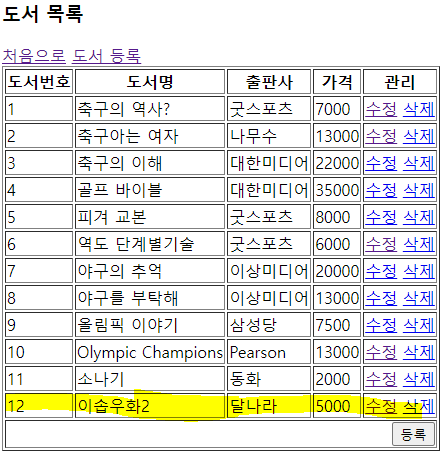 도서 목록
처음으로 도서 등록
도서번호 도서명 출판사 가격 관리
1 축구의 역사? 굿스포츠 7000 수정 삭제
2 축구아는 여자 나무수 13000 수정 삭제
3 축구의 이해 대한미디어 22000 수정 삭제
4 골프 바이블 대한미디어 35000 수정 삭제
5 피겨 교본 굿스포츠 8000 수정 삭제
6 역도 단계별기술 굿스포츠 6000 수정 삭제
7 야구의 추억 이상미디어 20000 수정 삭제
8 야구를 부탁해 이상미디어 13000 수정 삭제
9 올림픽 이야기 삼성당 7500 수정 삭제
10 Olympic Champions Pearson 13000 수정 삭제
11 소나기 동화 2000 수정 삭제
12 이솝우화2 달나라 5000 수정 삭제
등록